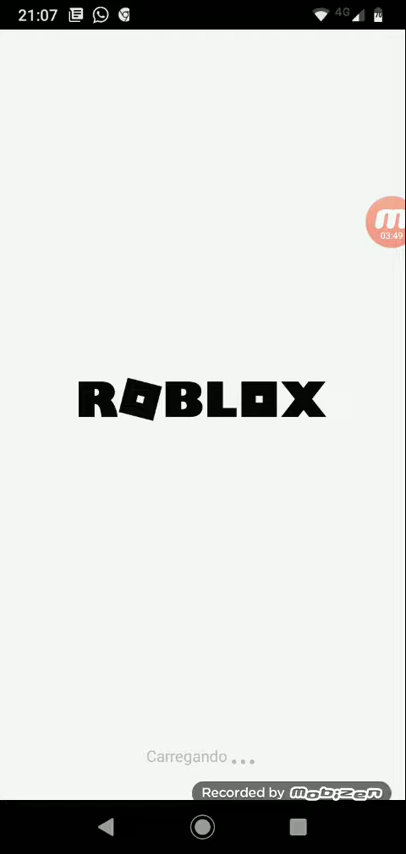 21:07
4G
03:49
ROBLOX
Carregando ...
Recorded by mobizen